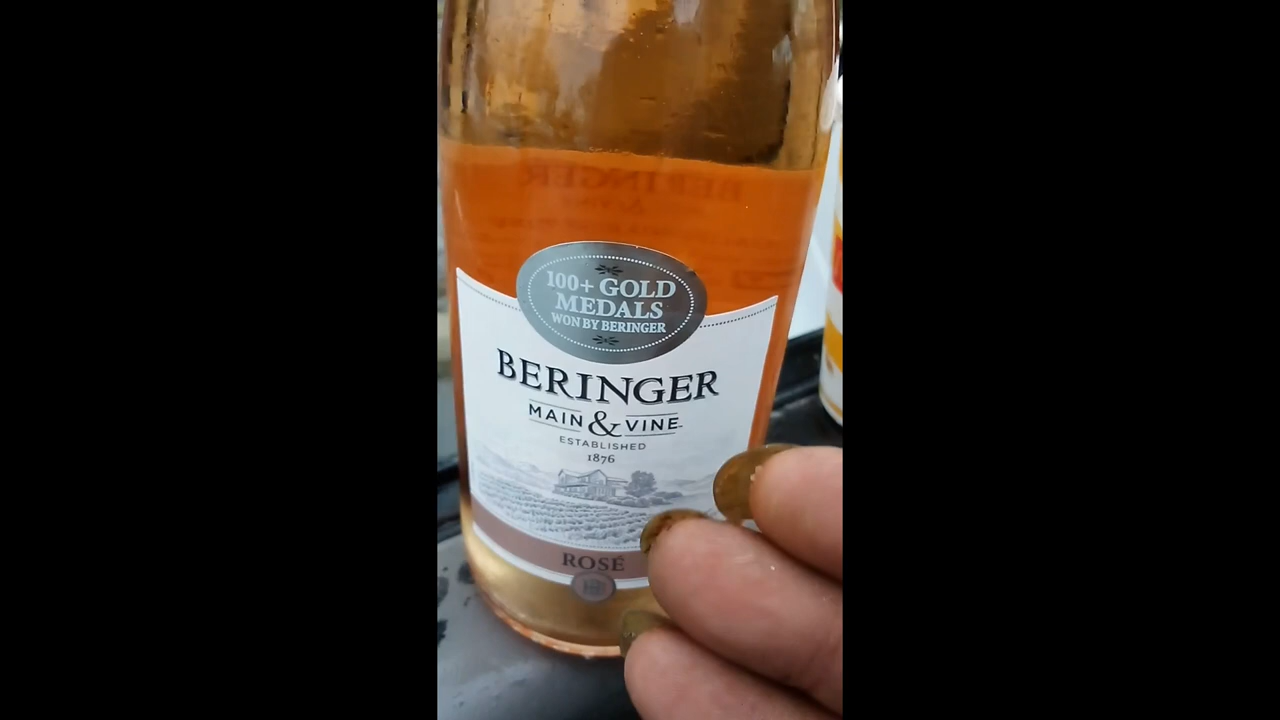 100+ GOLD
MEDALS
WON BY BERINGER
BERINGER
MAIN & VINE
ESTABLISHED
1876
ROSÉ